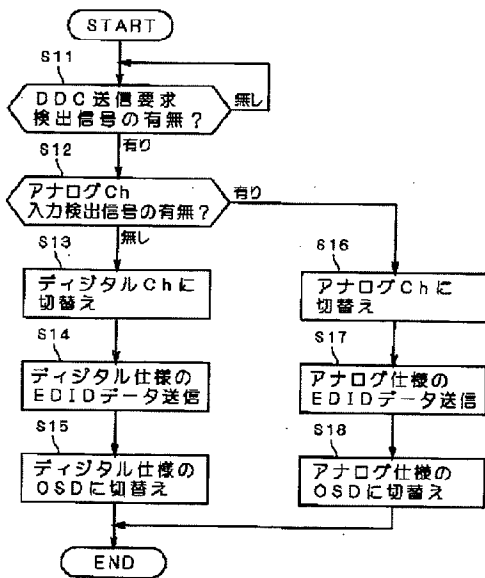 START
S11
DDC送信要求
検出信号の有無?
無し
有り
S12
アナログCh
入力検出信号の有無?
有り
無し
S13
ディジタルChに
切替え
S14
ディジタル仕様の
EDIDデータ送信
S15
ディジタル仕様の
OSDに切替え
S16
アナログChに
切替え
S17
アナログ仕様の
EDIDデータ送信
S18
アナログ仕様の
OSDに切替え
END